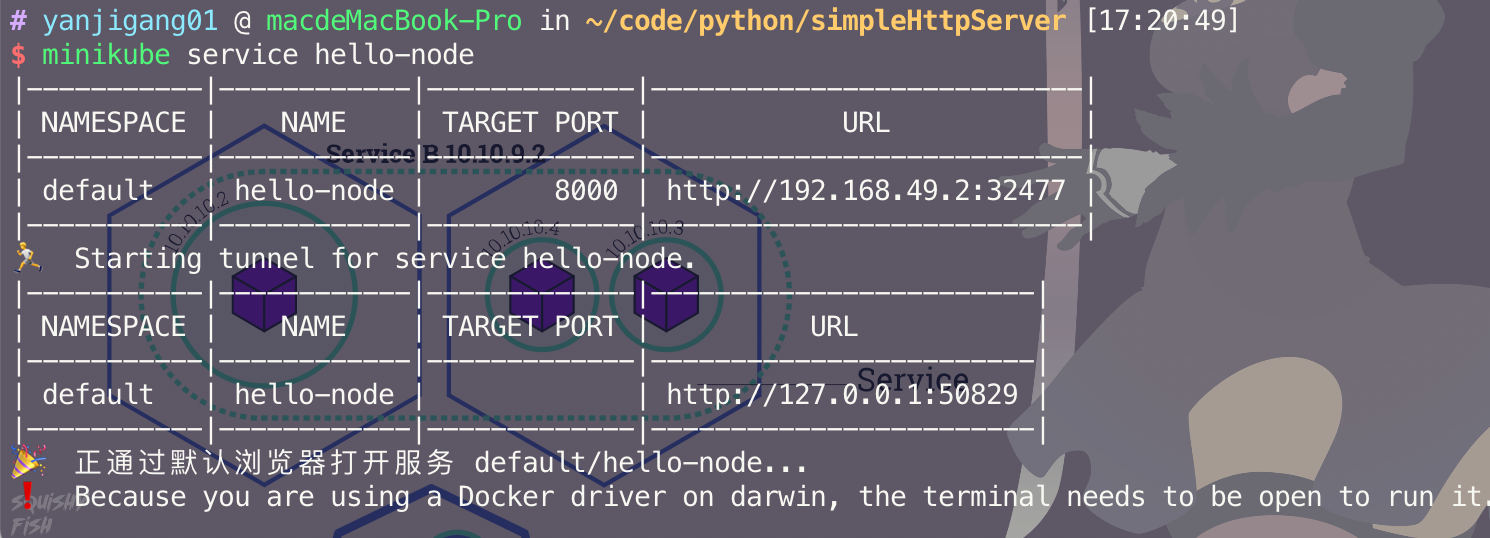 # yanjigang01 @ macdeMacBook-Pro in ~/code/python/simpleHttpServer [17:20:49]
$ minikube service hello-node
|-----------|------------|-------------|---------------------------|
| NAMESPACE |    NAME    | TARGET PORT |            URL            |
|-----------|------------|-------------|---------------------------|
| default   | hello-node |        8000 | http://192.168.49.2:32477 |
|-----------|------------|-------------|---------------------------|
🏃  Starting tunnel for service hello-node.
|-----------|------------|-------------|------------------------|
| NAMESPACE |    NAME    | TARGET PORT |          URL           |
|-----------|------------|-------------|------------------------|
| default   | hello-node |             | http://127.0.0.1:50829 |
|-----------|------------|-------------|------------------------|
🎉  正通过默认浏览器打开服务 default/hello-node...
❗  Because you are using a Docker driver on darwin, the terminal needs to be open to run it.
Service B 10.10.9.2
10.10.10.2
10.10.10.4
10.10.10.3
Service
SQUISHY
FISH